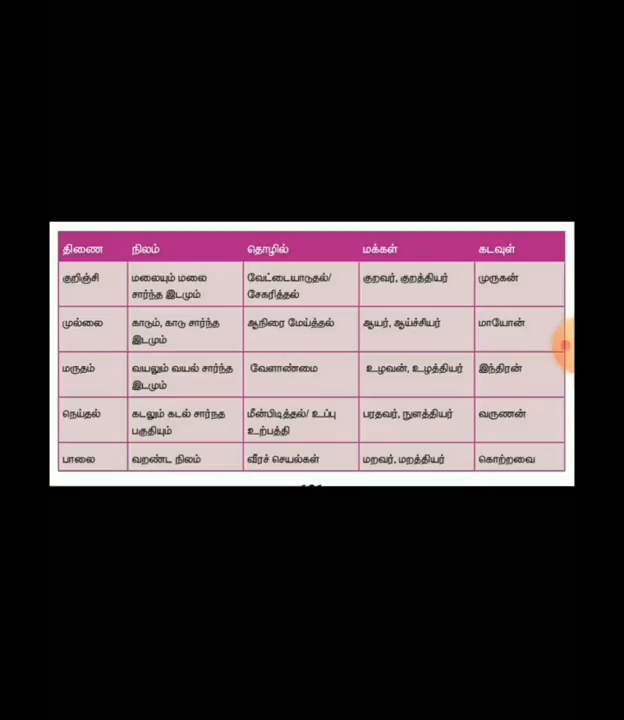 திணை நிலம் தொழில் மக்கள் கடவுள்
குறிஞ்சி மலையும் மலை வேட்டையாடுதல்/ குறவர், குறத்தியர் முருகன்
சார்ந்த இடமும் சேகரித்தல்
முல்லை காடும், காடு சார்ந்த ஆநிரை மேய்த்தல் ஆயர், ஆய்ச்சியர் மாயோன்
இடமும்
மருதம் வயலும் வயல் சார்ந்த வேளாண்மை உழவன், உழத்தியர் இந்திரன்
இடமும்
நெய்தல் கடலும் கடல் சார்நத மீன்பிடித்தல்/ உப்பு பரதவர், நுளத்தியர் வருணன்
பகுதியும் உற்பத்தி
பாலை வறண்ட நிலம் வீரச் செயல்கள் மறவர், மறத்தியர் கொற்றவை